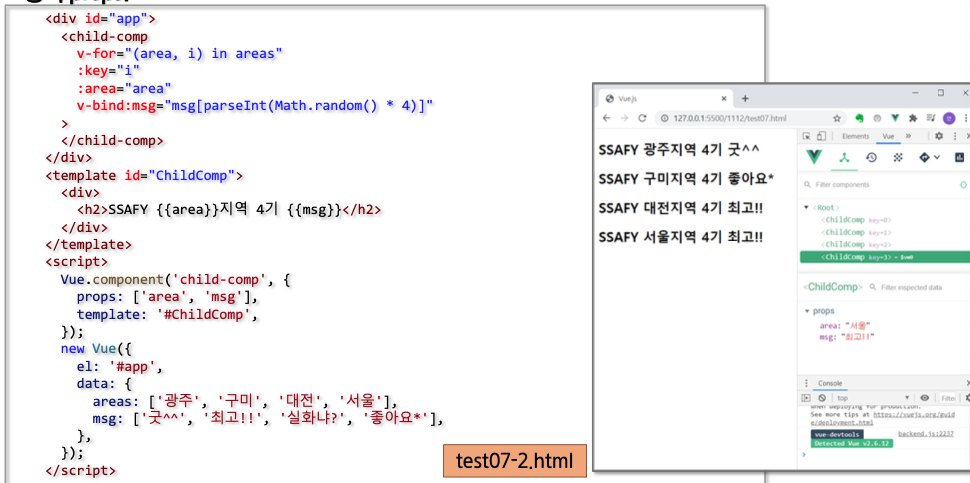 <div id="app">
<child-comp
v-for="(area, i) in areas"
:key="i"
:area="area"
v-bind:msg="msg[parseInt(Math.random() * 4)]"
>
</child-comp>
</div>
<template id="ChildComp">
<div>
<h2>SSAFY {{area}}지역 4기 {{msg}}</h2>
</div>
</template>
<script>
Vue.component('child-comp', {
props: ['area', 'msg'],
template: '#ChildComp',
});
new Vue({
el: '#app',
data: {
areas: ['광주', '구미', '대전', '서울'],
msg: ['굿^^', '최고!!', '실화냐?', '좋아요*'],
},
});
</script>
test07-2.html
Vue.js
127.0.0.1:5500/1112/test07.html
SSAFY 광주지역 4기 굿^^
SSAFY 구미지역 4기 좋아요*
SSAFY 대전지역 4기 최고!!
SSAFY 서울지역 4기 최고!!
Elements Vue
Filter components
<Root>
<ChildComp key=0>
<ChildComp key=1>
<ChildComp key=2>
<ChildComp key=3> = $vm0
<ChildComp> Filter inspected data
props
area: "서울"
msg: "최고!!"
Console
top Filter
when deploying for production.
See more tips at https://vuejs.org/guid
e/deployment.html
vue-devtools backend.js:2237
Detected Vue v2.6.12